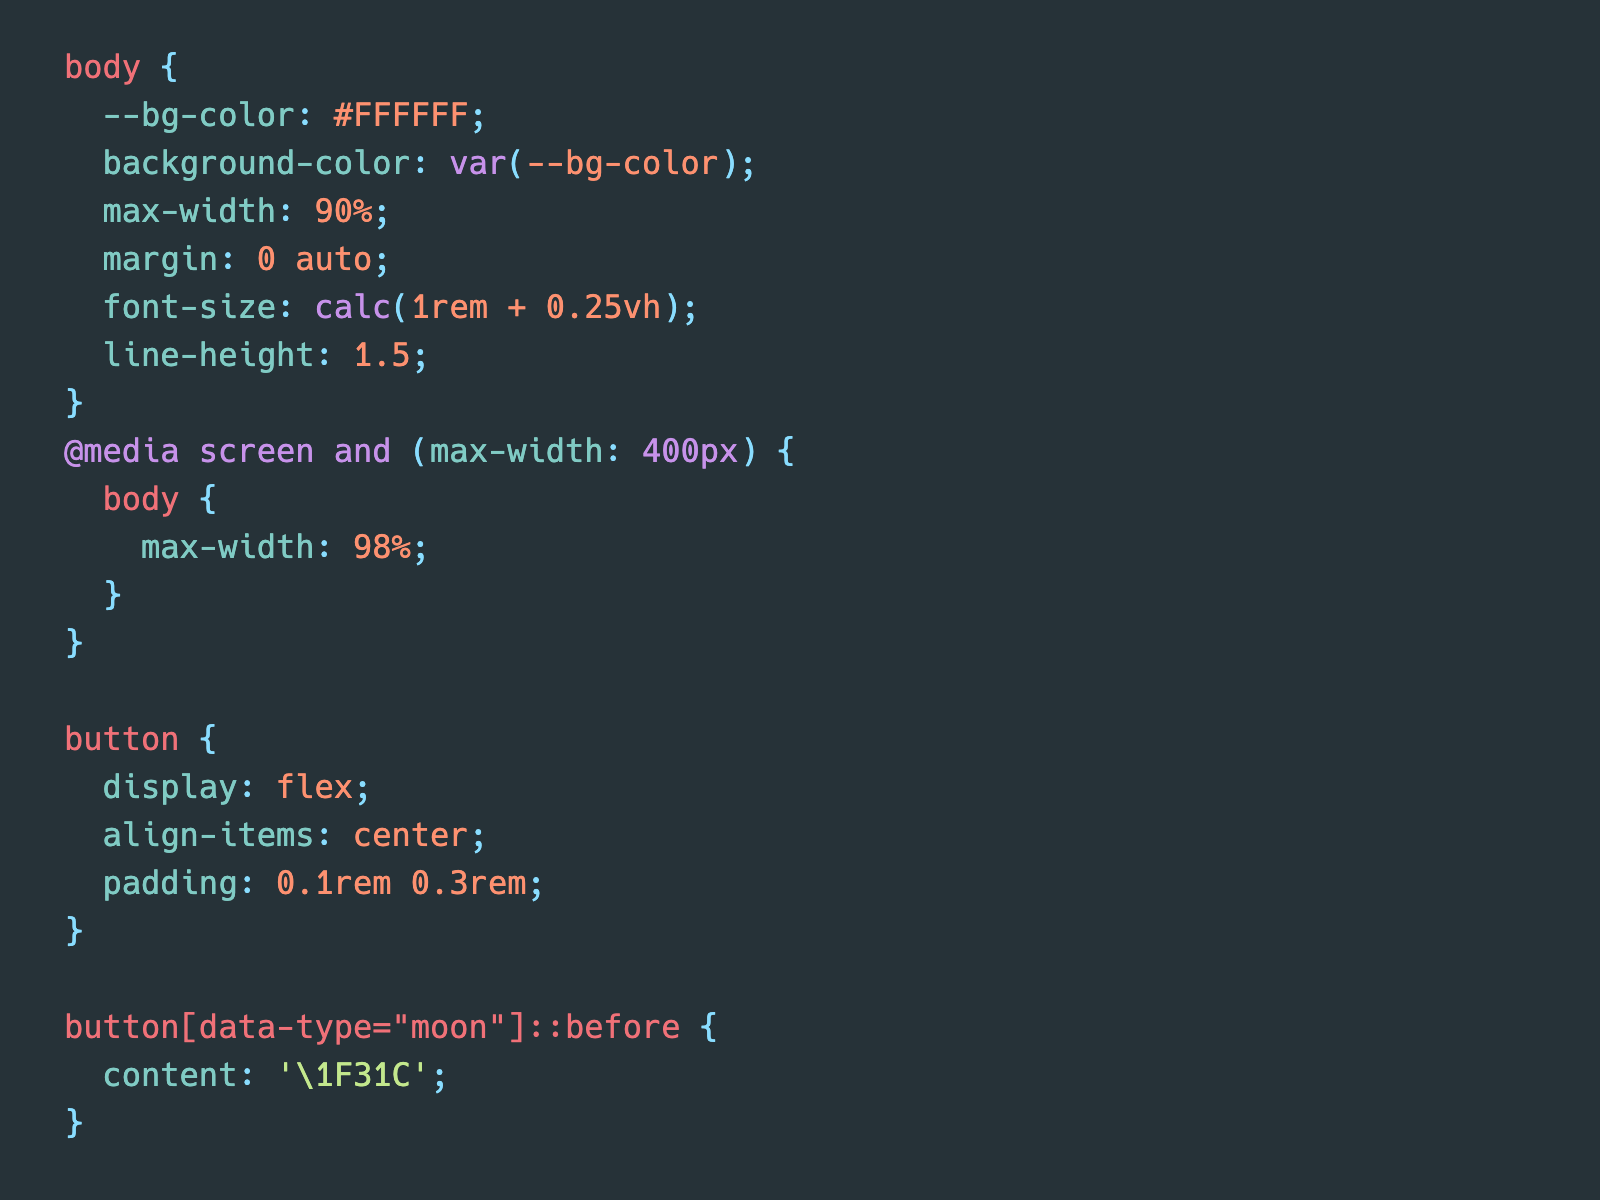 body {
  --bg-color: #FFFFFF;
  background-color: var(--bg-color);
  max-width: 90%;
  margin: 0 auto;
  font-size: calc(1rem + 0.25vh);
  line-height: 1.5;
}
@media screen and (max-width: 400px) {
  body {
    max-width: 98%;
  }
}

button {
  display: flex;
  align-items: center;
  padding: 0.1rem 0.3rem;
}

button[data-type="moon"]::before {
  content: '\1F31C';
}